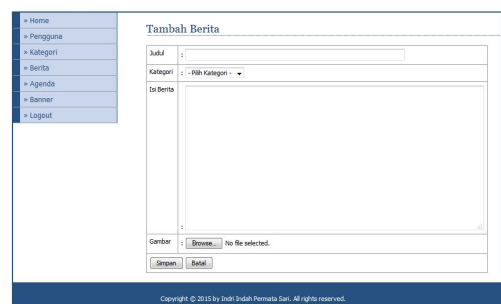 » Home
» Pengguna
» Kategori
» Berita
» Agenda
» Banner
» Logout
Tambah Berita
Judul :
Kategori : - Pilih Kategori -
Isi Berita :
Gambar : Browse... No file selected.
Simpan Batal
Copyright © 2015 by Indri Indah Permata Sari. All rights reserved.